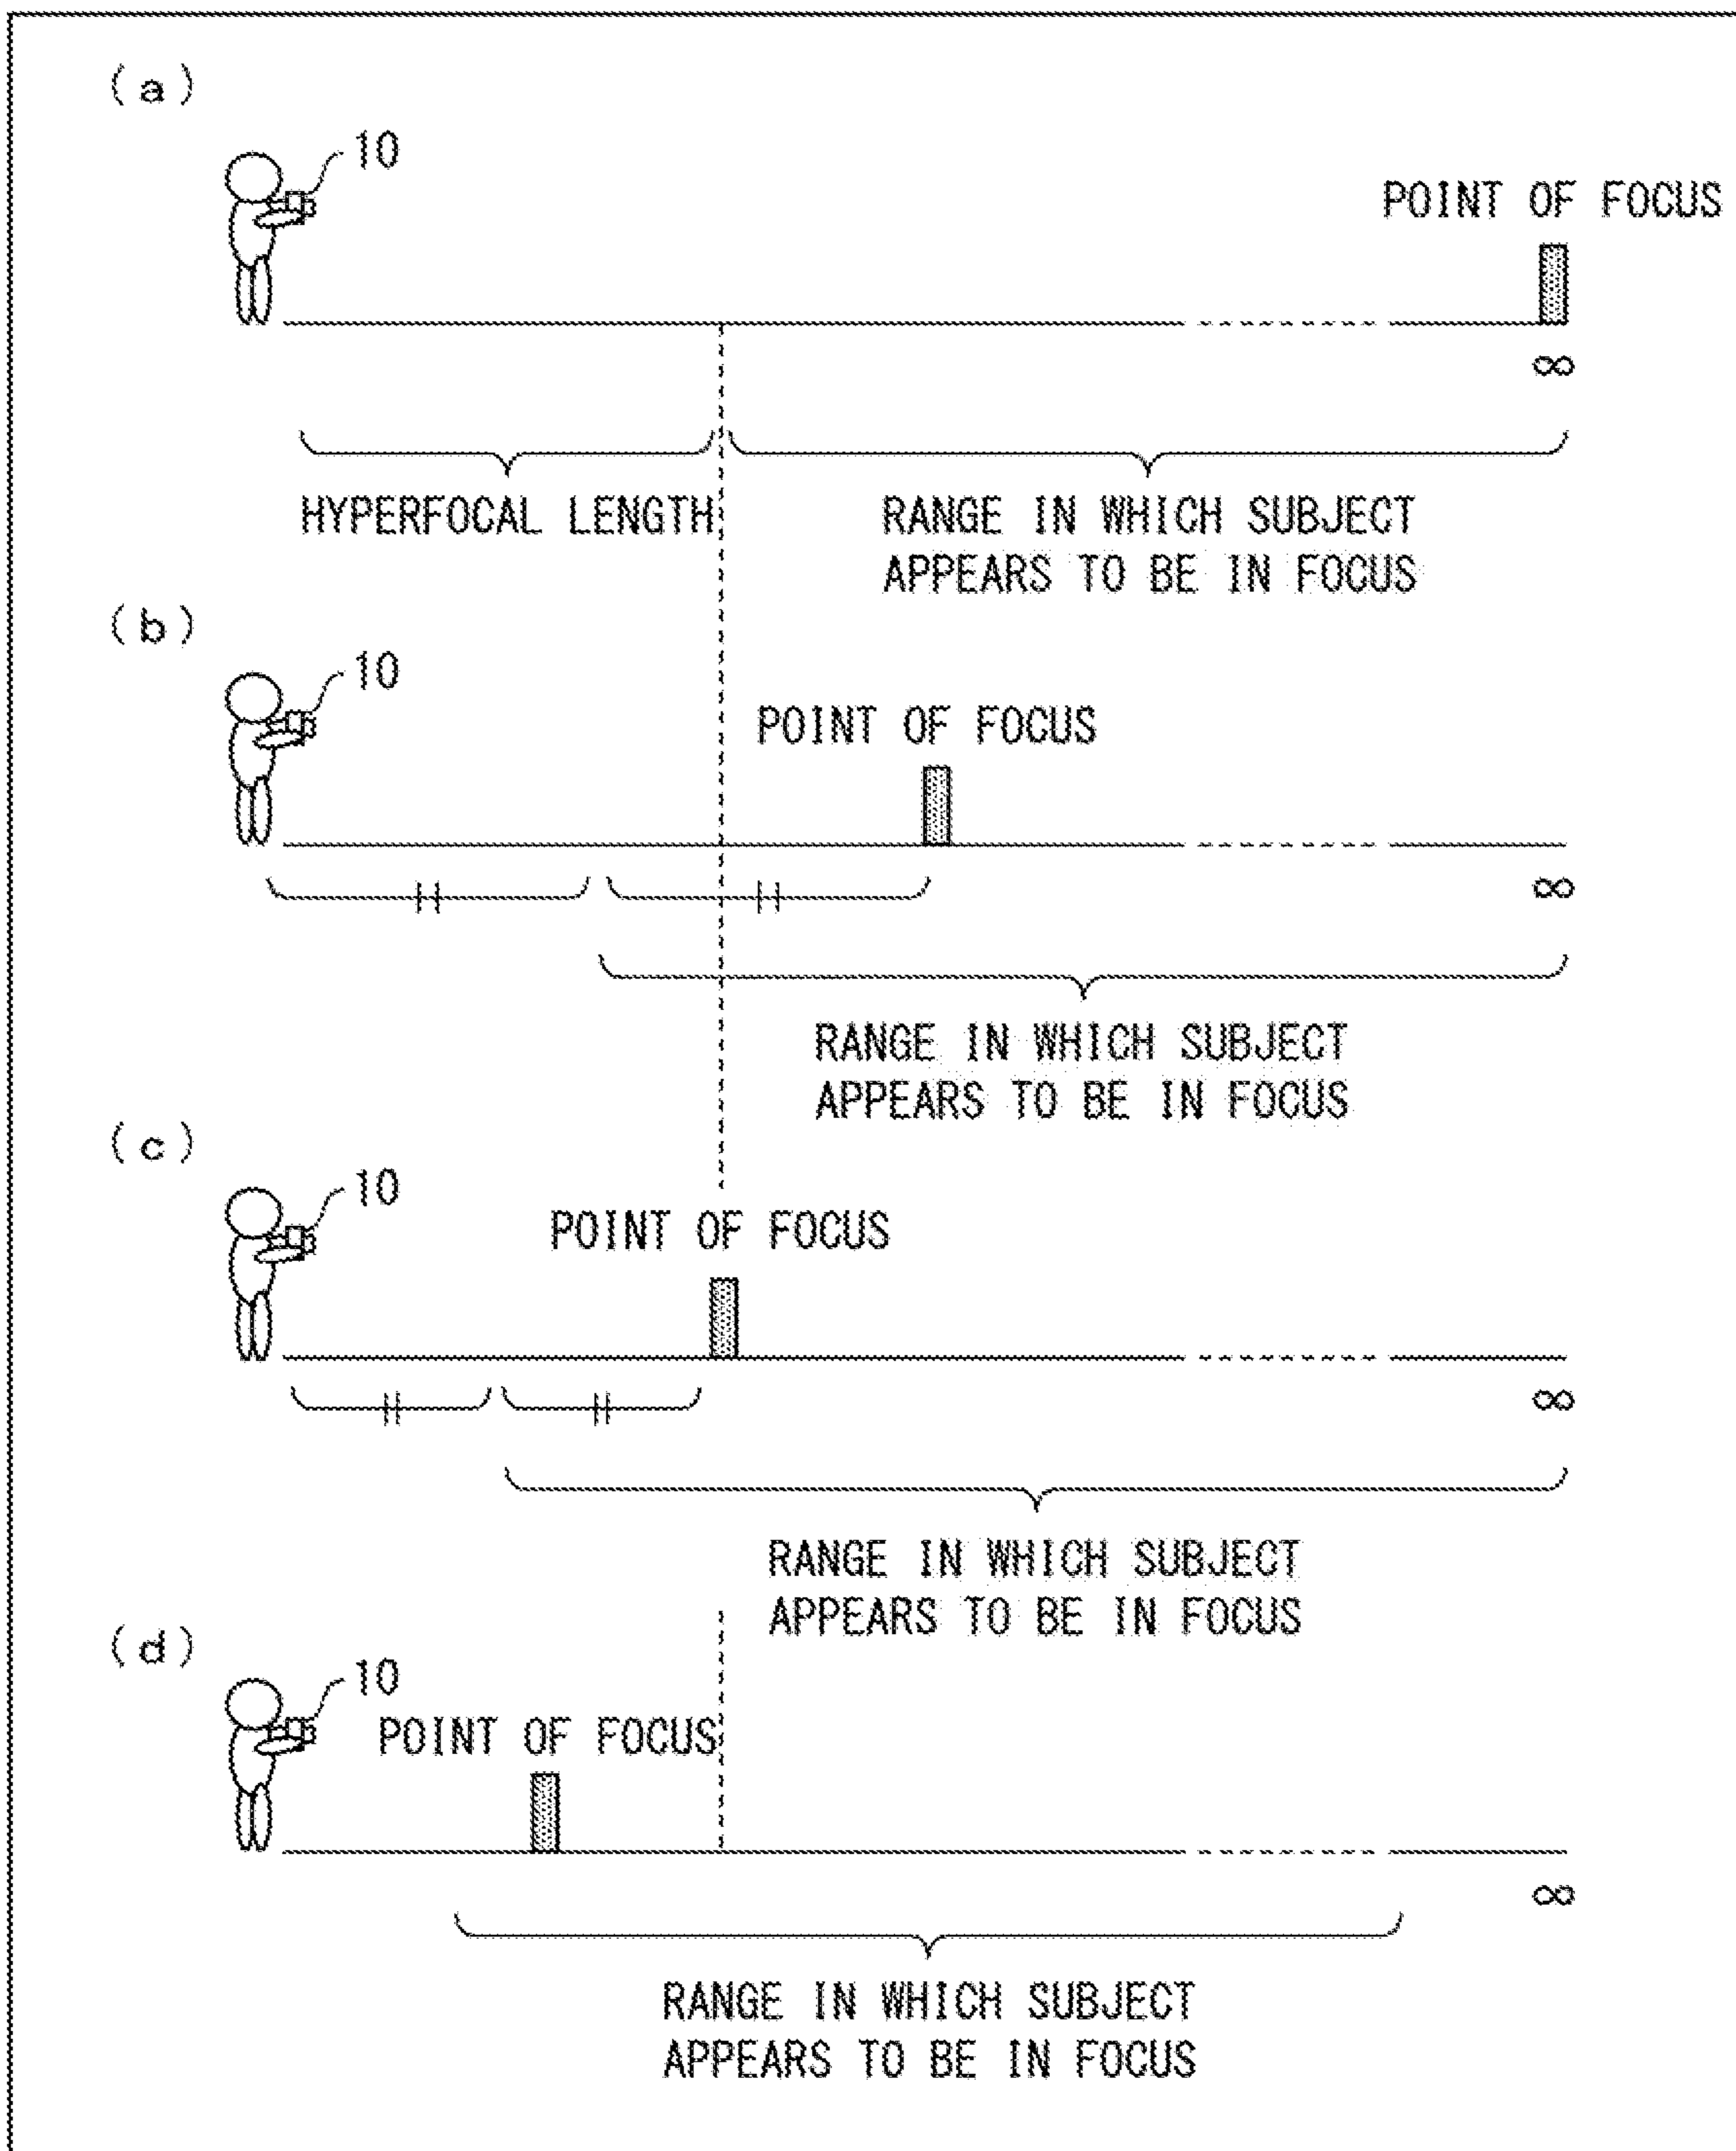 (a)
10
POINT OF FOCUS
∞
HYPERFOCAL LENGTH
RANGE IN WHICH SUBJECT
APPEARS TO BE IN FOCUS
(b)
10
POINT OF FOCUS
∞
RANGE IN WHICH SUBJECT
APPEARS TO BE IN FOCUS
(c)
10
POINT OF FOCUS
∞
RANGE IN WHICH SUBJECT
APPEARS TO BE IN FOCUS
(d)
10
POINT OF FOCUS
∞
RANGE IN WHICH SUBJECT
APPEARS TO BE IN FOCUS